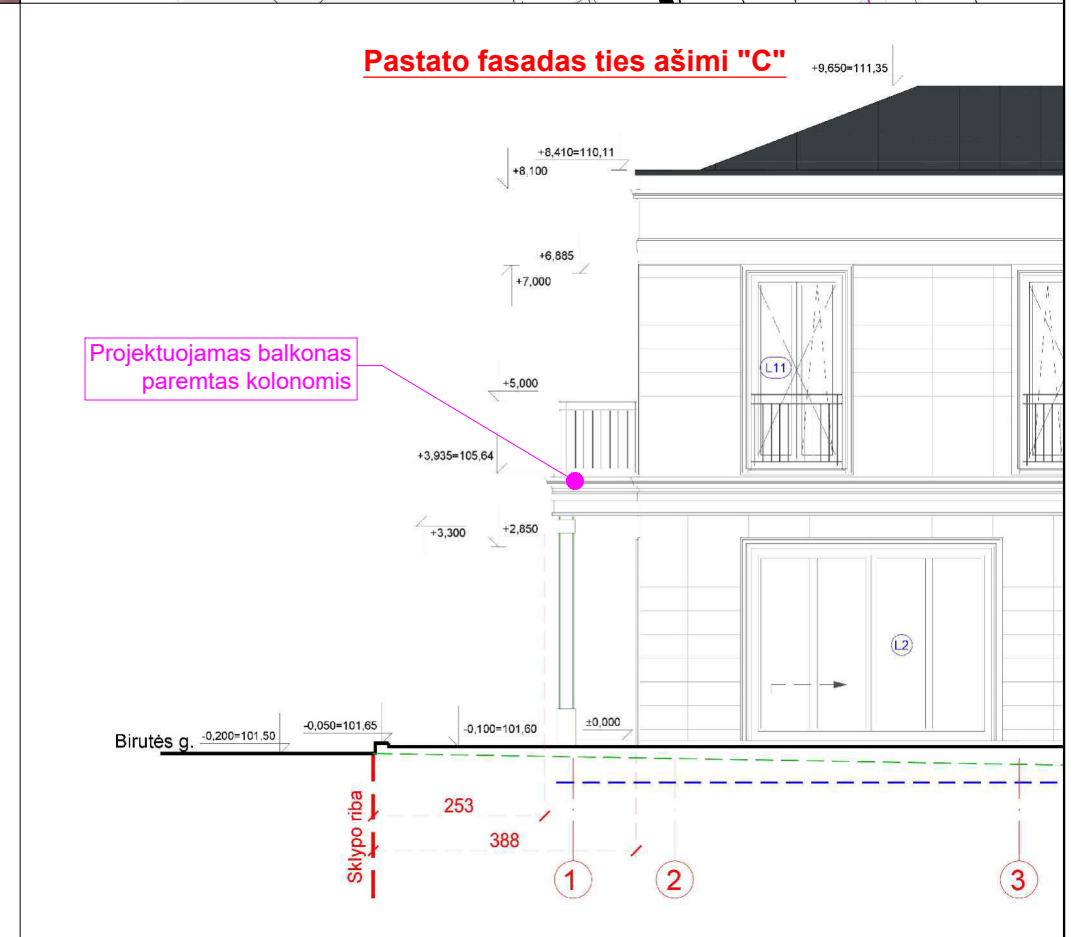 Pastato fasadas ties ašimi "C"
+9,650=111,35
+8,410=110,11
+8,100
+6,885
+7,000
L11
Projektuojamas balkonas
paremtas kolonomis
+5,000
+3,935=105,64
+3,300
+2,850
L2
Birutės g.
-0,200=101,50
-0,050=101,65
-0,100=101,60
±0,000
Sklypo riba
253
388
1
2
3